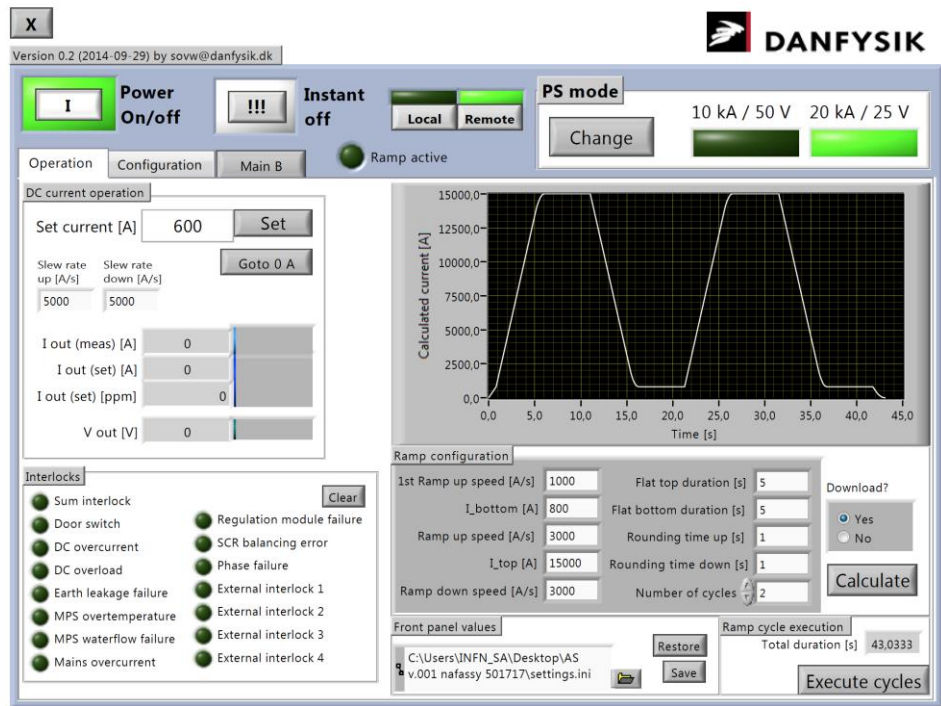 X
Version 0.2 (2014-09-29) by sovw@danfysik.dk
DANFYSIK
I
Power
On/off
!!!
Instant
off
Local Remote
PS mode
Change
10 kA / 50 V 20 kA / 25 V
Operation Configuration Main B
Ramp active
DC current operation
Set current [A] 600 Set
Slew rate
up [A/s]
Slew rate
down [A/s]
Goto 0 A
5000 5000
I out (meas) [A] 0
I out (set) [A] 0
I out (set) [ppm] 0
V out [V] 0
Calculated current [A]
15000,0
12500,0
10000,0
7500,0
5000,0
2500,0
0,0
0,0 5,0 10,0 15,0 20,0 25,0 30,0 35,0 40,0 45,0
Time [s]
Interlocks
Clear
Sum interlock
Door switch
DC overcurrent
DC overload
Earth leakage failure
MPS overtemperature
MPS waterflow failure
Mains overcurrent
Regulation module failure
SCR balancing error
Phase failure
External interlock 1
External interlock 2
External interlock 3
External interlock 4
Ramp configuration
1st Ramp up speed [A/s] 1000
I_bottom [A] 800
Ramp up speed [A/s] 3000
I_top [A] 15000
Ramp down speed [A/s] 3000
Flat top duration [s] 5
Flat bottom duration [s] 5
Rounding time up [s] 1
Rounding time down [s] 1
Number of cycles 2
Download?
Yes
No
Calculate
Front panel values
C:\Users\INFN_SA\Desktop\AS
v.001 nafassy 501717\settings.ini
Restore
Save
Ramp cycle execution
Total duration [s] 43,0333
Execute cycles